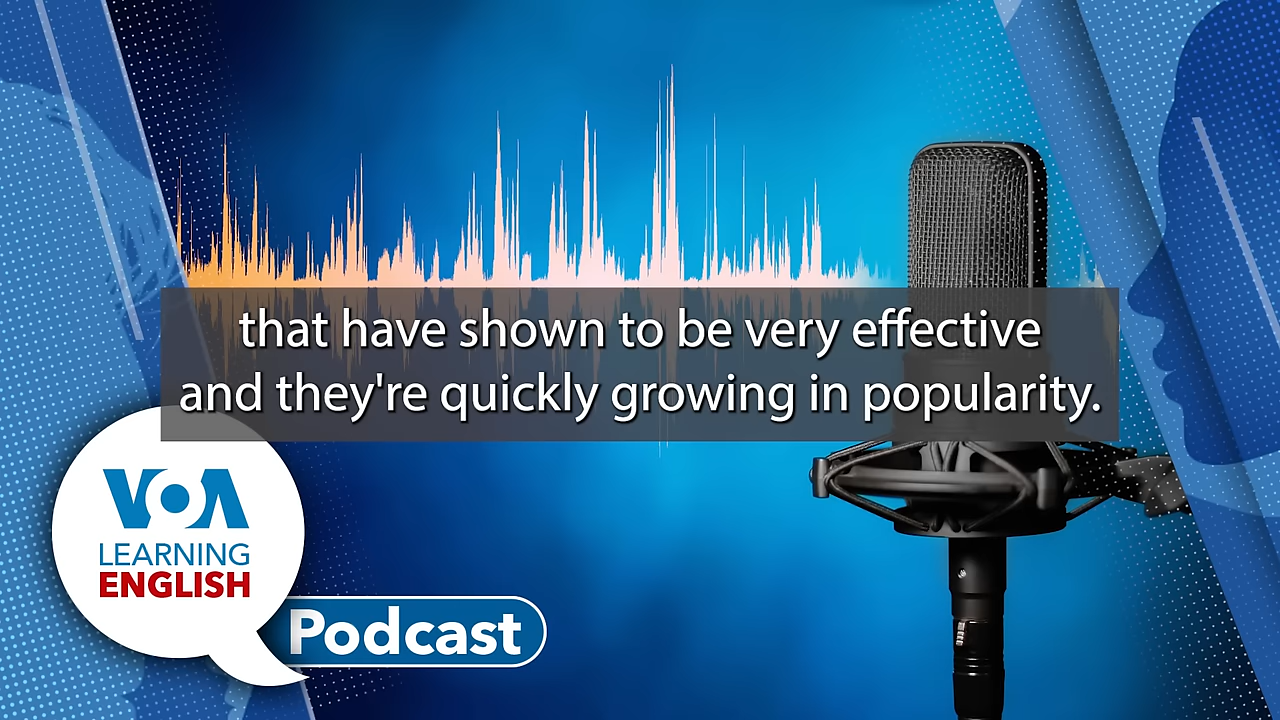 that have shown to be very effective
and they're quickly growing in popularity.
VOA
LEARNING
ENGLISH
Podcast